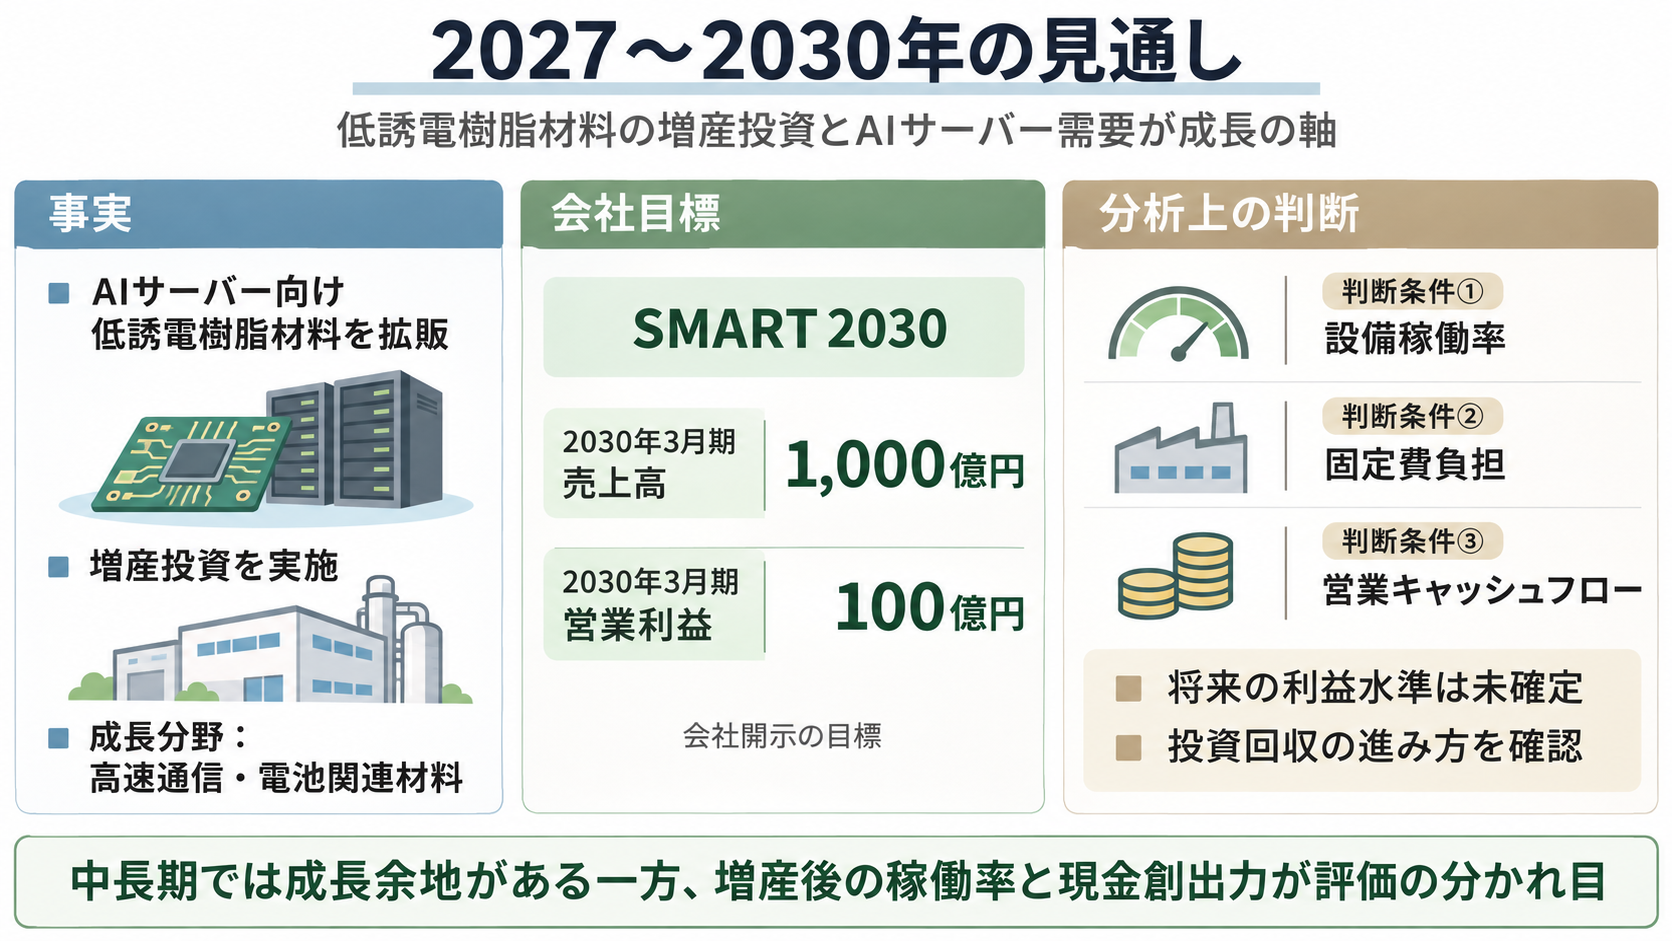 2027～2030年の見通し
低誘電樹脂材料の増産投資とAIサーバー需要が成長の軸
事実
AIサーバー向け
低誘電樹脂材料を拡販
増産投資を実施
成長分野：
高速通信・電池関連材料
会社目標
SMART 2030
2030年3月期
売上高
1,000億円
2030年3月期
営業利益
100億円
会社開示の目標
分析上の判断
判断条件①
設備稼働率
判断条件②
固定費負担
判断条件③
営業キャッシュフロー
将来の利益水準は未確定
投資回収の進み方を確認
中長期では成長余地がある一方、増産後の稼働率と現金創出力が評価の分かれ目